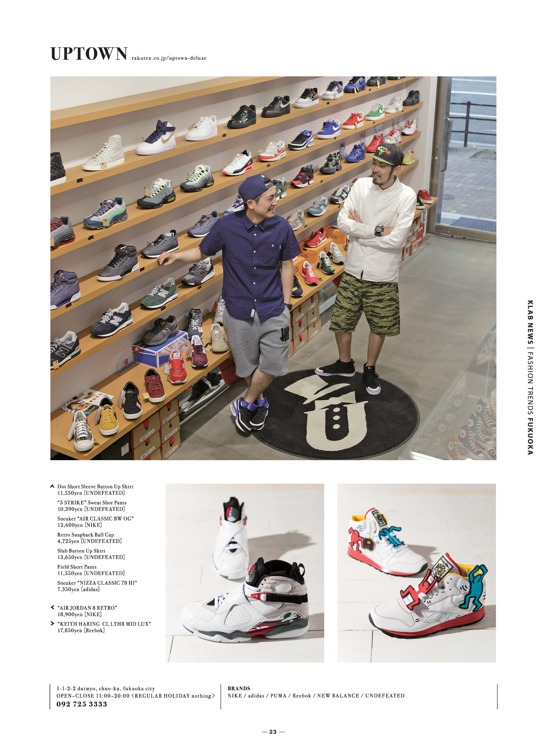 UPTOWN rakuten.co.jp/uptown-deluxe
KLAB NEWS | FASHION TRENDS FUKUOKA
Dot Short Sleeve Button Up Shirt
11,550yen [UNDEFEATED]
"5 STRIKE" Sweat Shor Pants
10,290yen [UNDEFEATED]
Sneaker "AIR CLASSIC BW OG"
12,600yen [NIKE]
Retro Snapback Ball Cap
4,725yen [UNDEFEATED]
Slub Button Up Shirt
13,650yen [UNDEFEATED]
Field Short Pants
11,550yen [UNDEFEATED]
Sneaker "NIZZA CLASSIC 78 HI"
7,350yen [adidas]
"AIR JORDAN 8 RETRO"
18,900yen [NIKE]
"KEITH HARING CL LTHR MID LUX"
17,850yen [Reebok]
1-1-2-2 daimyo, chuo-ku, fukuoka city
OPEN~CLOSE 11:00~20:00 <REGULAR HOLIDAY nothing>
092 725 3333
BRANDS
NIKE / adidas / PUMA / Reebok / NEW BALANCE / UNDEFEATED
— 23 —